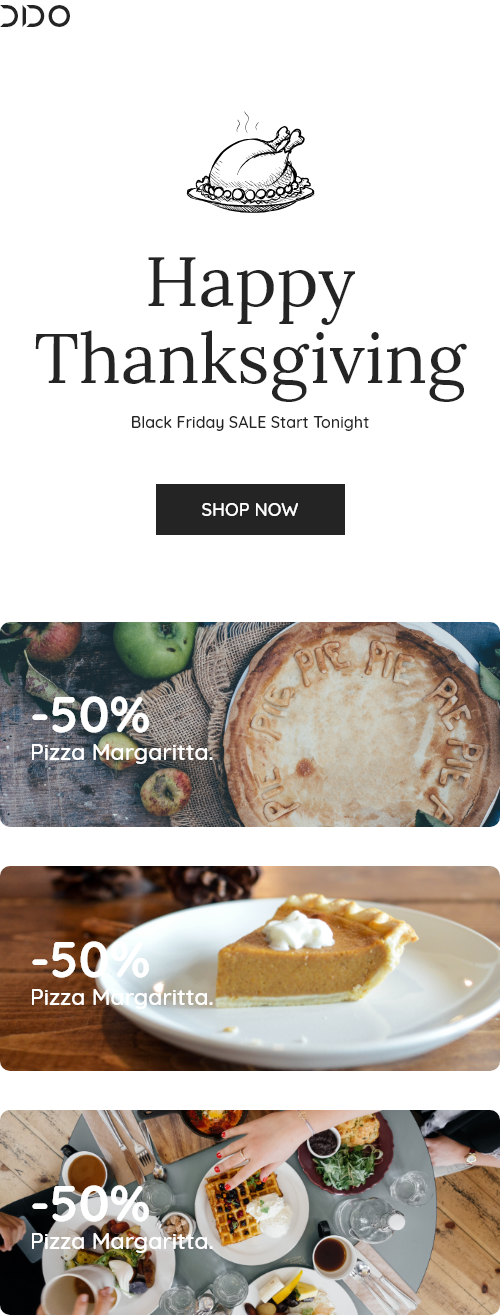 DIDO
Happy
Thanksgiving
Black Friday SALE Start Tonight
SHOP NOW
PIE PIE PIE PIE PIE PIE PIE
-50%
Pizza Margaritta.
-50%
Pizza Margaritta.
-50%
Pizza Margaritta.